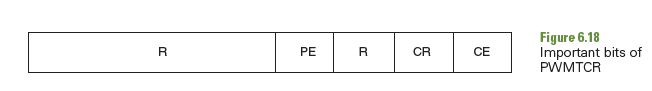 R PE R CR CE
Figure 6.18
Important bits of
PWMTCR